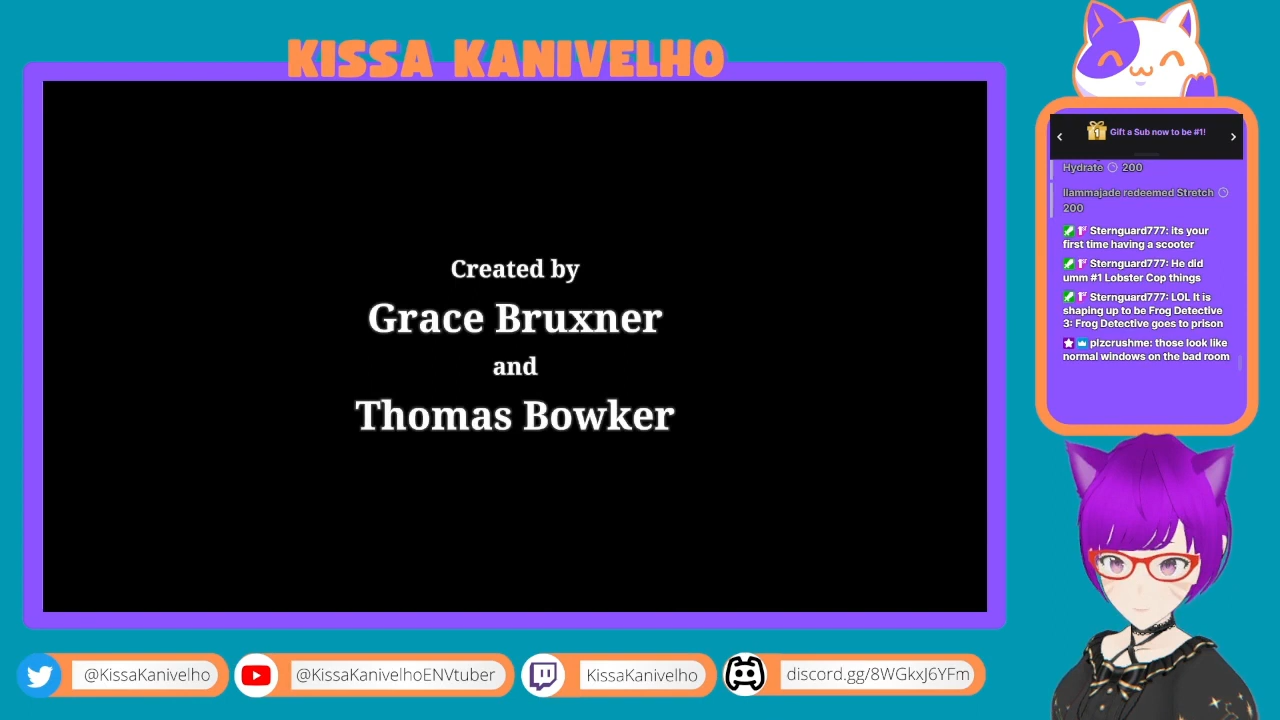 KISSA KANIVELHO
Created by
Grace Bruxner
and
Thomas Bowker
1 Gift a Sub now to be #1!
Hydrate 200
llammajade redeemed Stretch
200
Sternguard777: its your
first time having a scooter
Sternguard777: He did
umm #1 Lobster Cop things
Sternguard777: LOL It is
shaping up to be Frog Detective
3: Frog Detective goes to prison
plzcrushme: those look like
normal windows on the bad room
@KissaKanivelho
@KissaKanivelhoENVtuber
KissaKanivelho
discord.gg/8WGkxJ6YFm